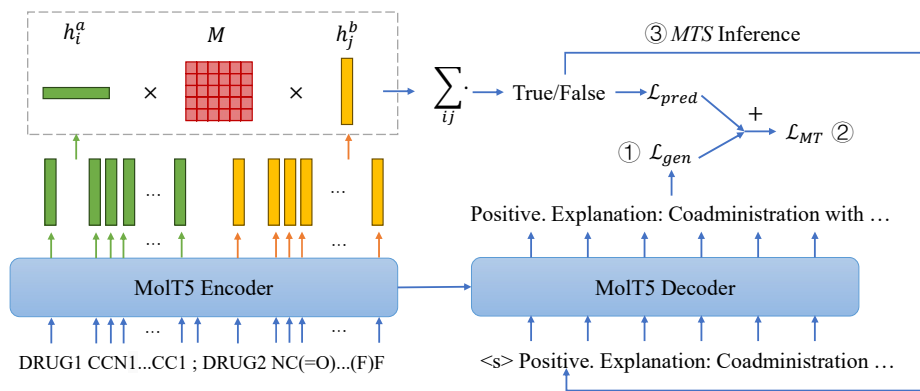 h_i^a M h_j^b
③ MTS Inference
× ×
∑_{ij} · True/False ℒ_pred
+
ℒ_MT ②
① ℒ_gen
... ...
Positive. Explanation: Coadministration with …
... ...
MolT5 Encoder
MolT5 Decoder
... ...
DRUG1 CCN1...CC1 ; DRUG2 NC(=O)...(F)F
<s> Positive. Explanation: Coadministration …